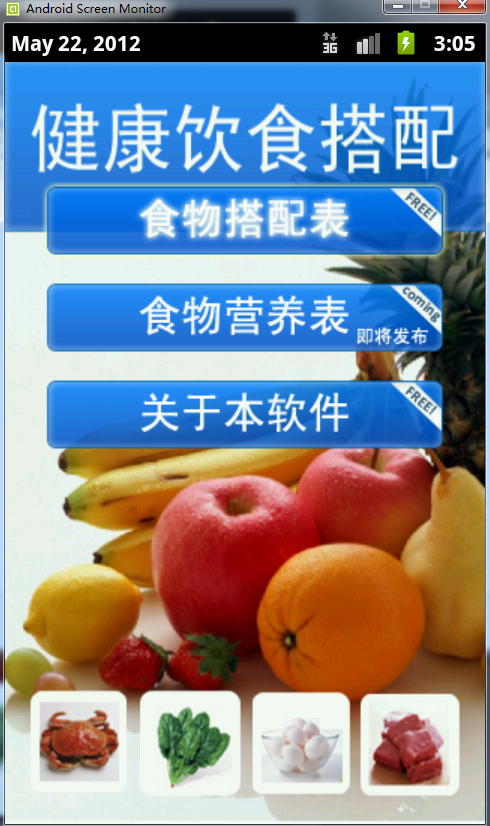 Android Screen Monitor
May 22, 2012 3G 3:05
健康饮食搭配
食物搭配表 FREE!
食物营养表 coming
即将发布
关于本软件 FREE!